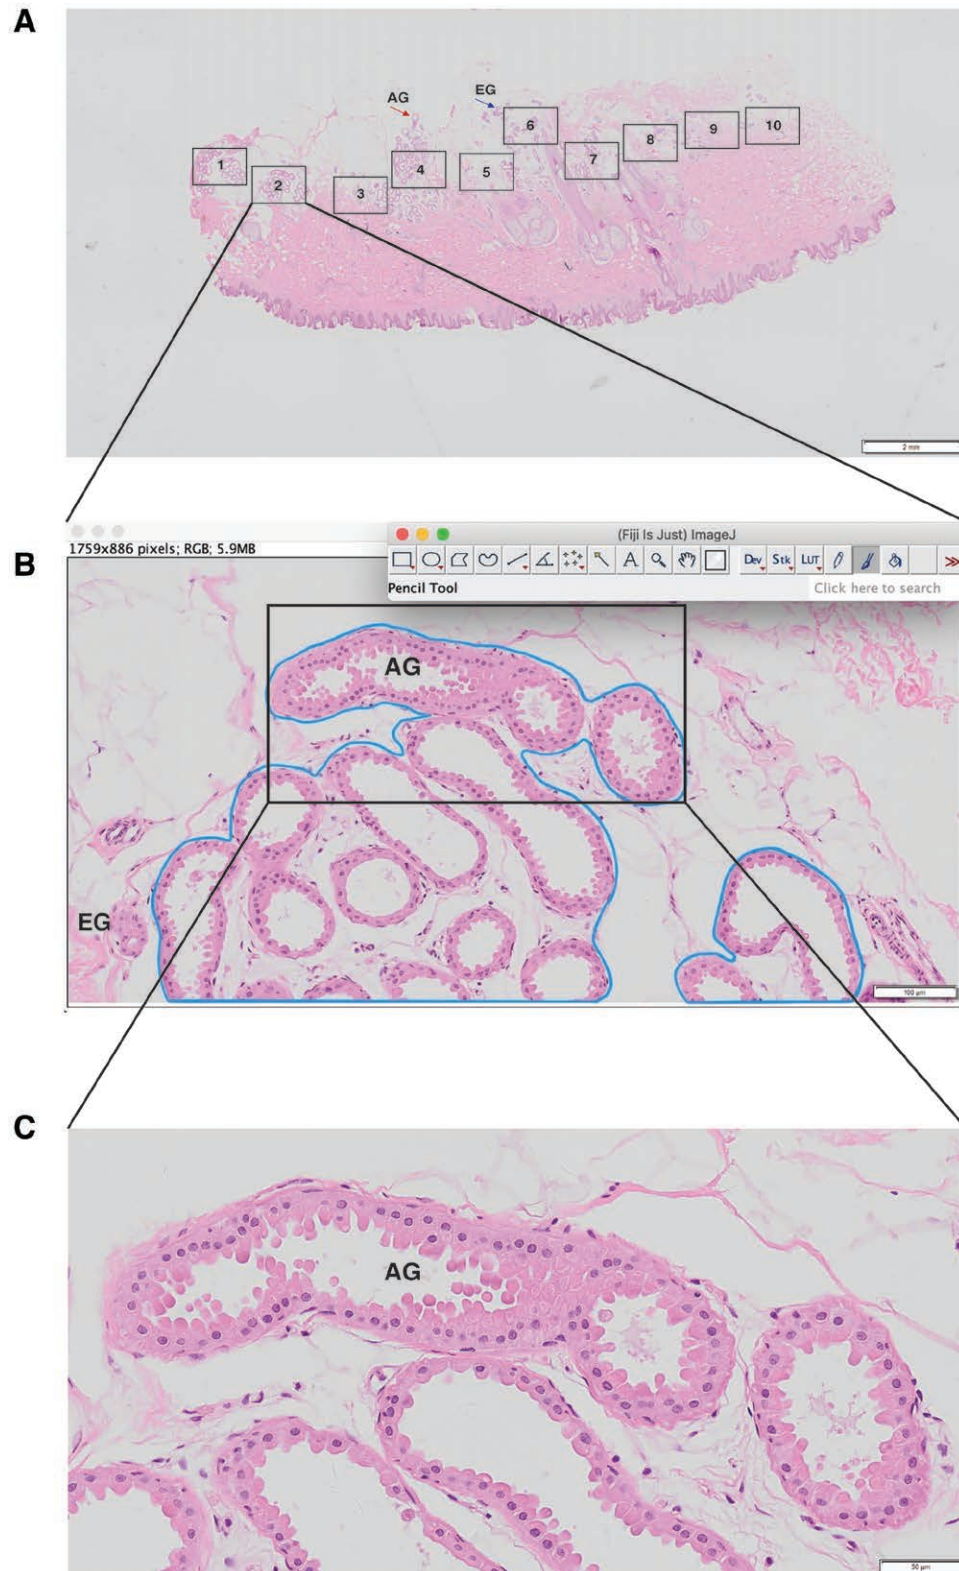 A
AG
EG
1
2
3
4
5
6
7
8
9
10
2 mm
B
(Fiji Is Just) ImageJ
1759x886 pixels; RGB; 5.9MB
A
Dev Stk LUT
Pencil Tool
Click here to search
AG
EG
100 µm
C
AG
50 µm